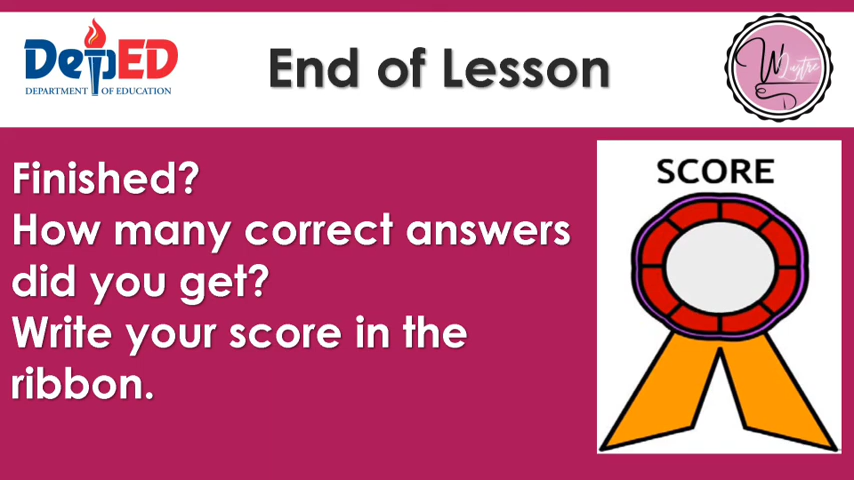 DepED
DEPARTMENT OF EDUCATION
End of Lesson
Finished?
How many correct answers
did you get?
Write your score in the
ribbon.
SCORE